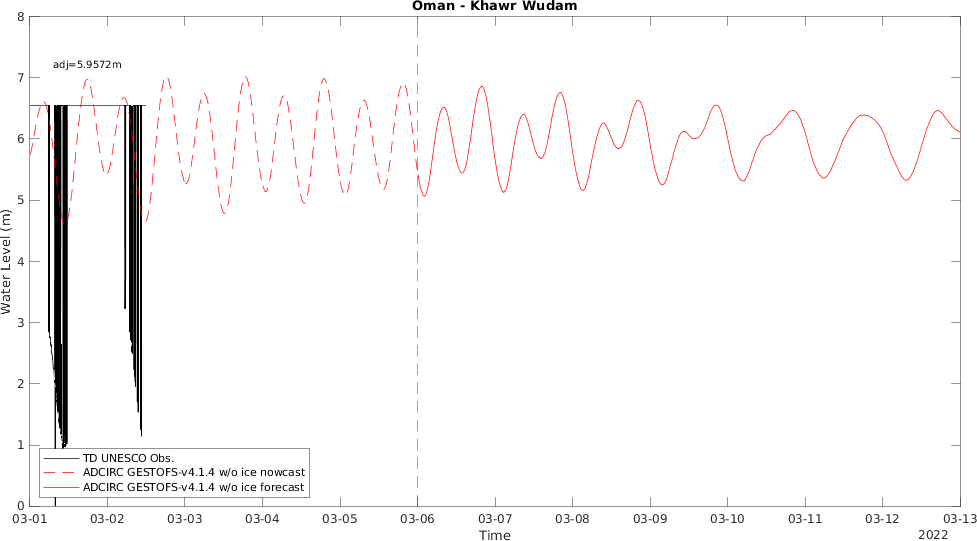 Oman - Khawr Wudam
8
7
6
5
4
3
2
1
0
Water Level (m)
adj=5.9572m
TD UNESCO Obs.
ADCIRC GESTOFS-v4.1.4 w/o ice nowcast
ADCIRC GESTOFS-v4.1.4 w/o ice forecast
03-01 03-02 03-03 03-04 03-05 03-06 03-07 03-08 03-09 03-10 03-11 03-12 03-13
Time
2022